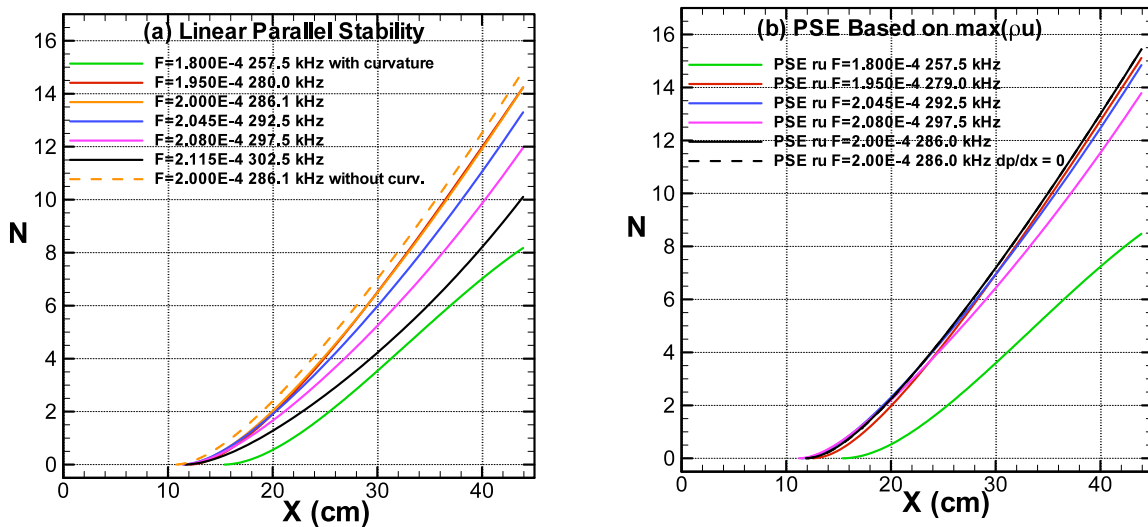 (a) Linear Parallel Stability
F=1.800E-4 257.5 kHz with curvature
F=1.950E-4 280.0 kHz
F=2.000E-4 286.1 kHz
F=2.045E-4 292.5 kHz
F=2.080E-4 297.5 kHz
F=2.115E-4 302.5 kHz
F=2.000E-4 286.1 kHz without curv.
16
14
12
10
8
6
4
2
0
N
0
10
20
30
40
X (cm)
(b) PSE Based on max(ρu)
PSE ru F=1.800E-4 257.5 kHz
PSE ru F=1.950E-4 279.0 kHz
PSE ru F=2.045E-4 292.5 kHz
PSE ru F=2.080E-4 297.5 kHz
PSE ru F=2.00E-4 286.0 kHz
PSE ru F=2.00E-4 286.0 kHz dp/dx = 0
16
14
12
10
8
6
4
2
0
N
0
10
20
30
40
X (cm)